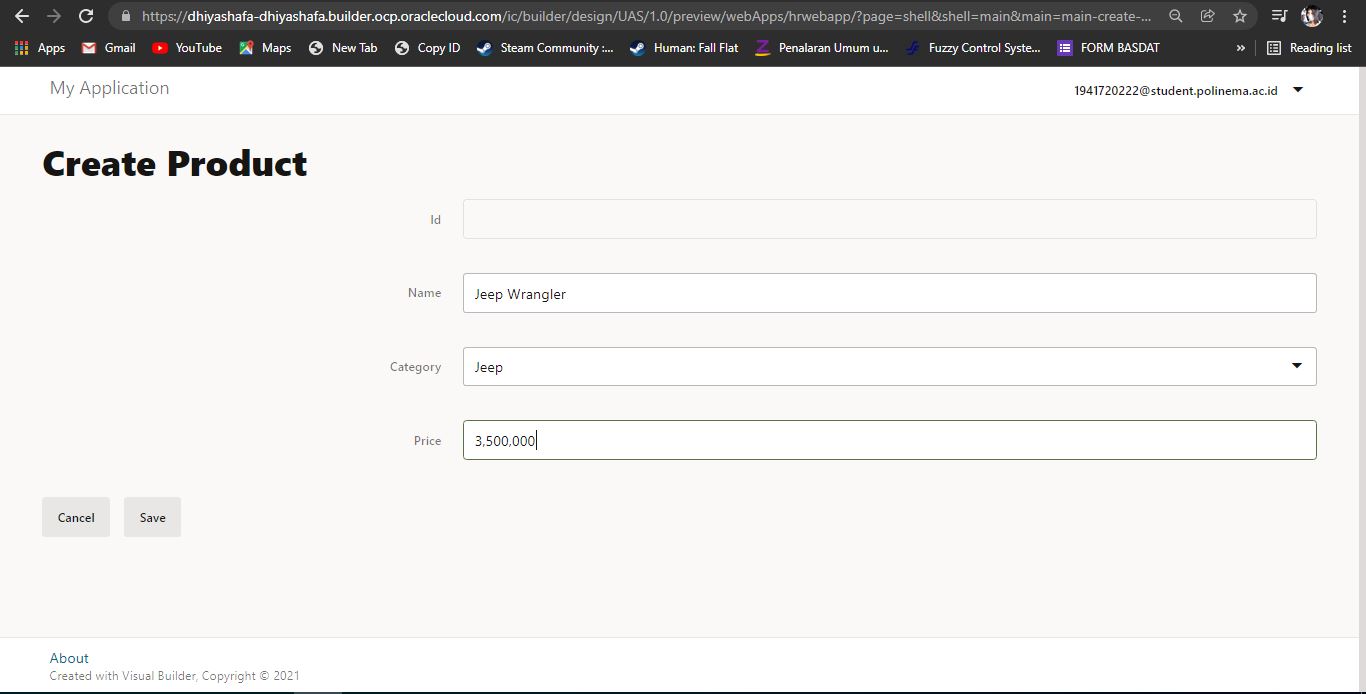 https://dhiyashafa-dhiyashafa.builder.ocp.oraclecloud.com/ic/builder/design/UAS/1.0/preview/webApps/hrwebapp/?page=shell&shell=main&main=main-create-...
Apps Gmail YouTube Maps New Tab Copy ID Steam Community :... Human: Fall Flat Penalaran Umum u... Fuzzy Control Syste... FORM BASDAT » Reading list
My Application 1941720222@student.polinema.ac.id
Create Product
Id
Name Jeep Wrangler
Category Jeep
Price 3,500,000
Cancel Save
About
Created with Visual Builder, Copyright © 2021